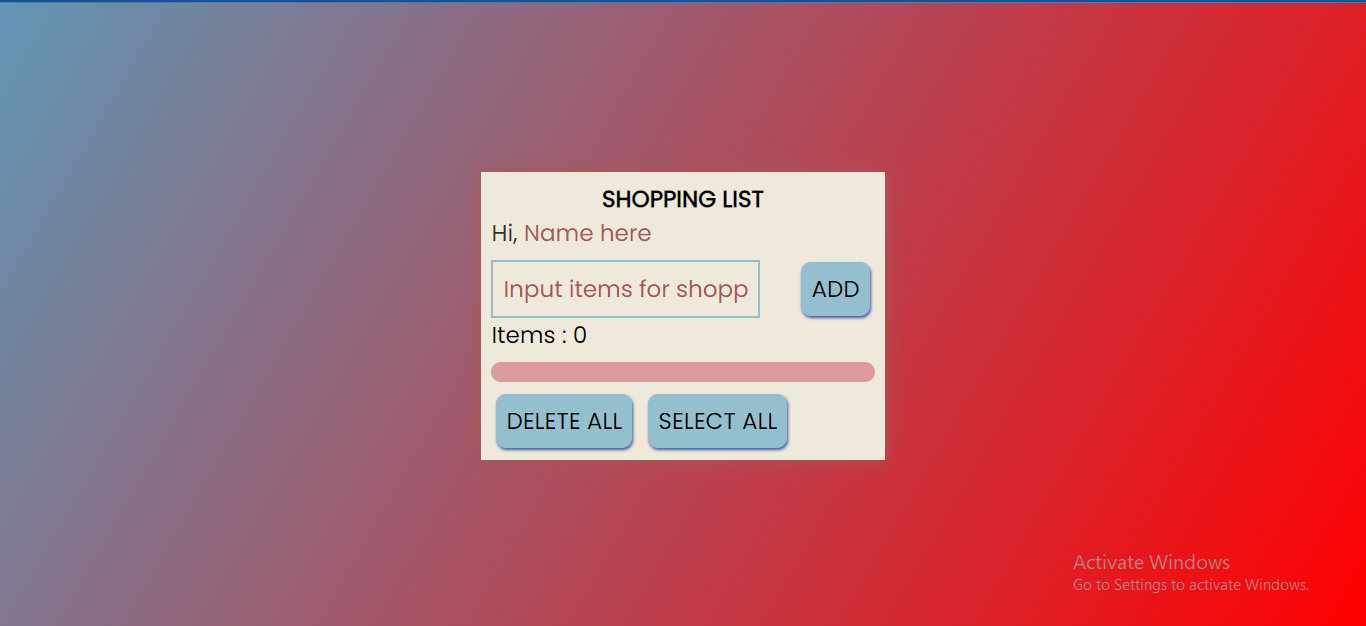 SHOPPING LIST
Hi, Name here
Input items for shopp
ADD
Items : 0
DELETE ALL
SELECT ALL
Activate Windows
Go to Settings to activate Windows.